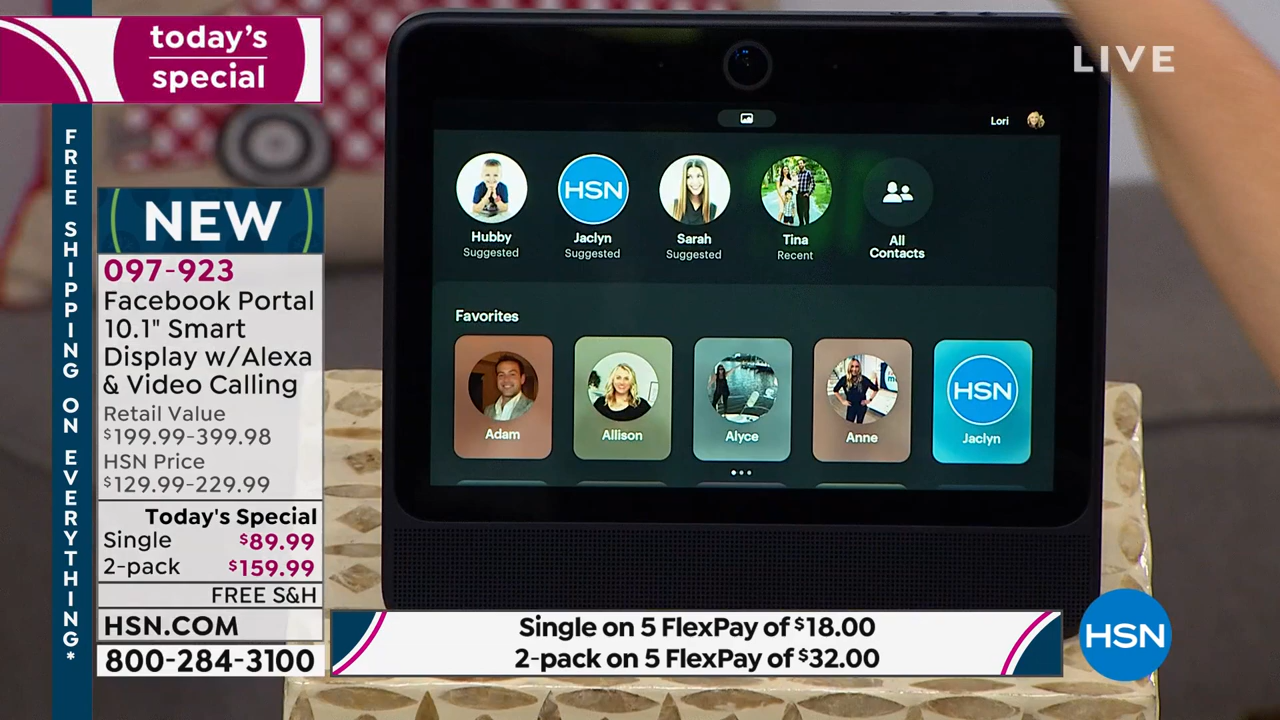 today's
special
LIVE
FREE SHIPPING ON EVERYTHING*
NEW
097-923
Facebook Portal
10.1" Smart
Display w/Alexa
& Video Calling
Retail Value
$199.99-399.98
HSN Price
$129.99-229.99
Today's Special
Single $89.99
2-pack $159.99
FREE S&H
HSN.COM
800-284-3100
Lori
HSN
Hubby
Suggested
Jaclyn
Suggested
Sarah
Suggested
Tina
Recent
All
Contacts
Favorites
HSN
Adam
Allison
Alyce
Anne
Jaclyn
Single on 5 FlexPay of $18.00
2-pack on 5 FlexPay of $32.00
HSN